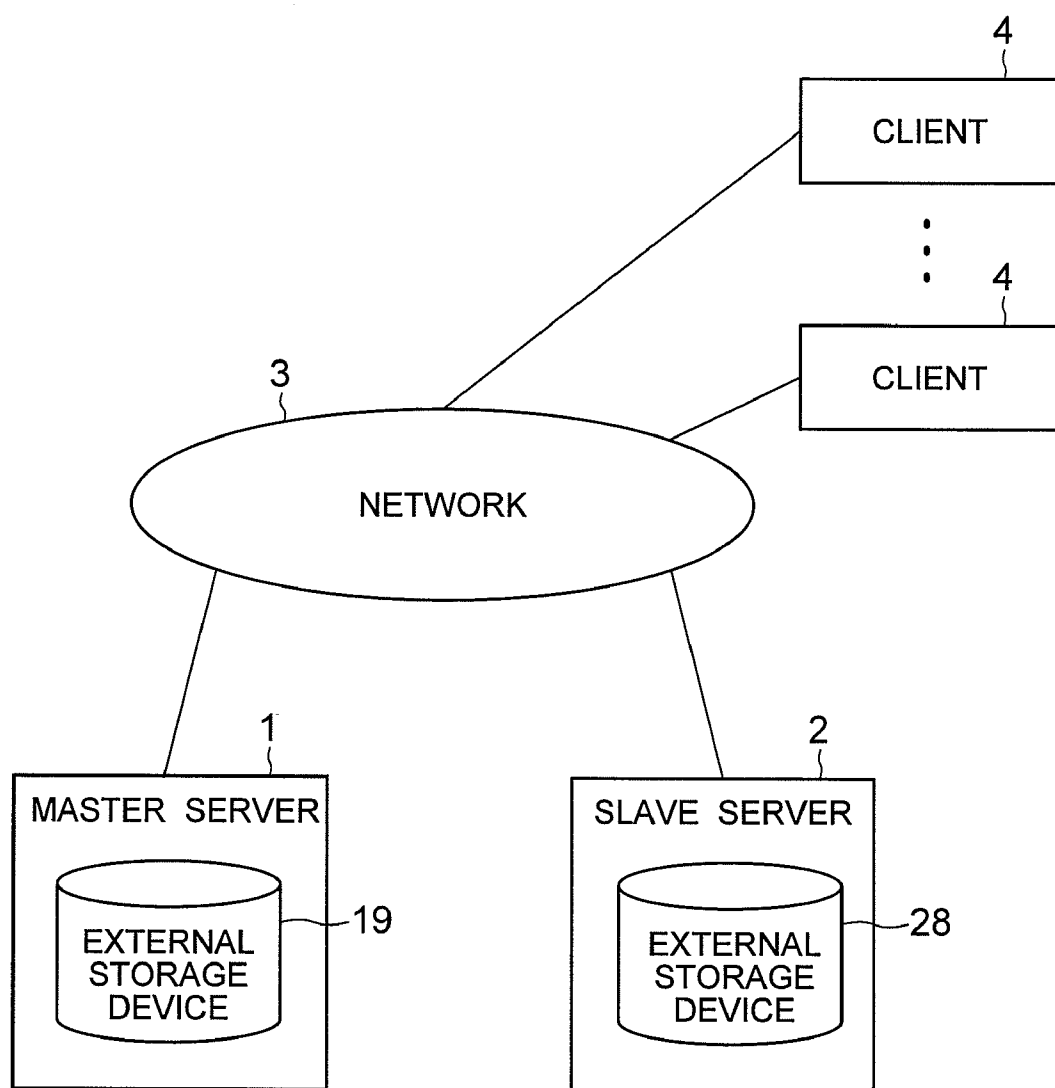 4
CLIENT
4
CLIENT
3
NETWORK
1
MASTER SERVER
EXTERNAL
STORAGE
DEVICE
19
2
SLAVE SERVER
EXTERNAL
STORAGE
DEVICE
28